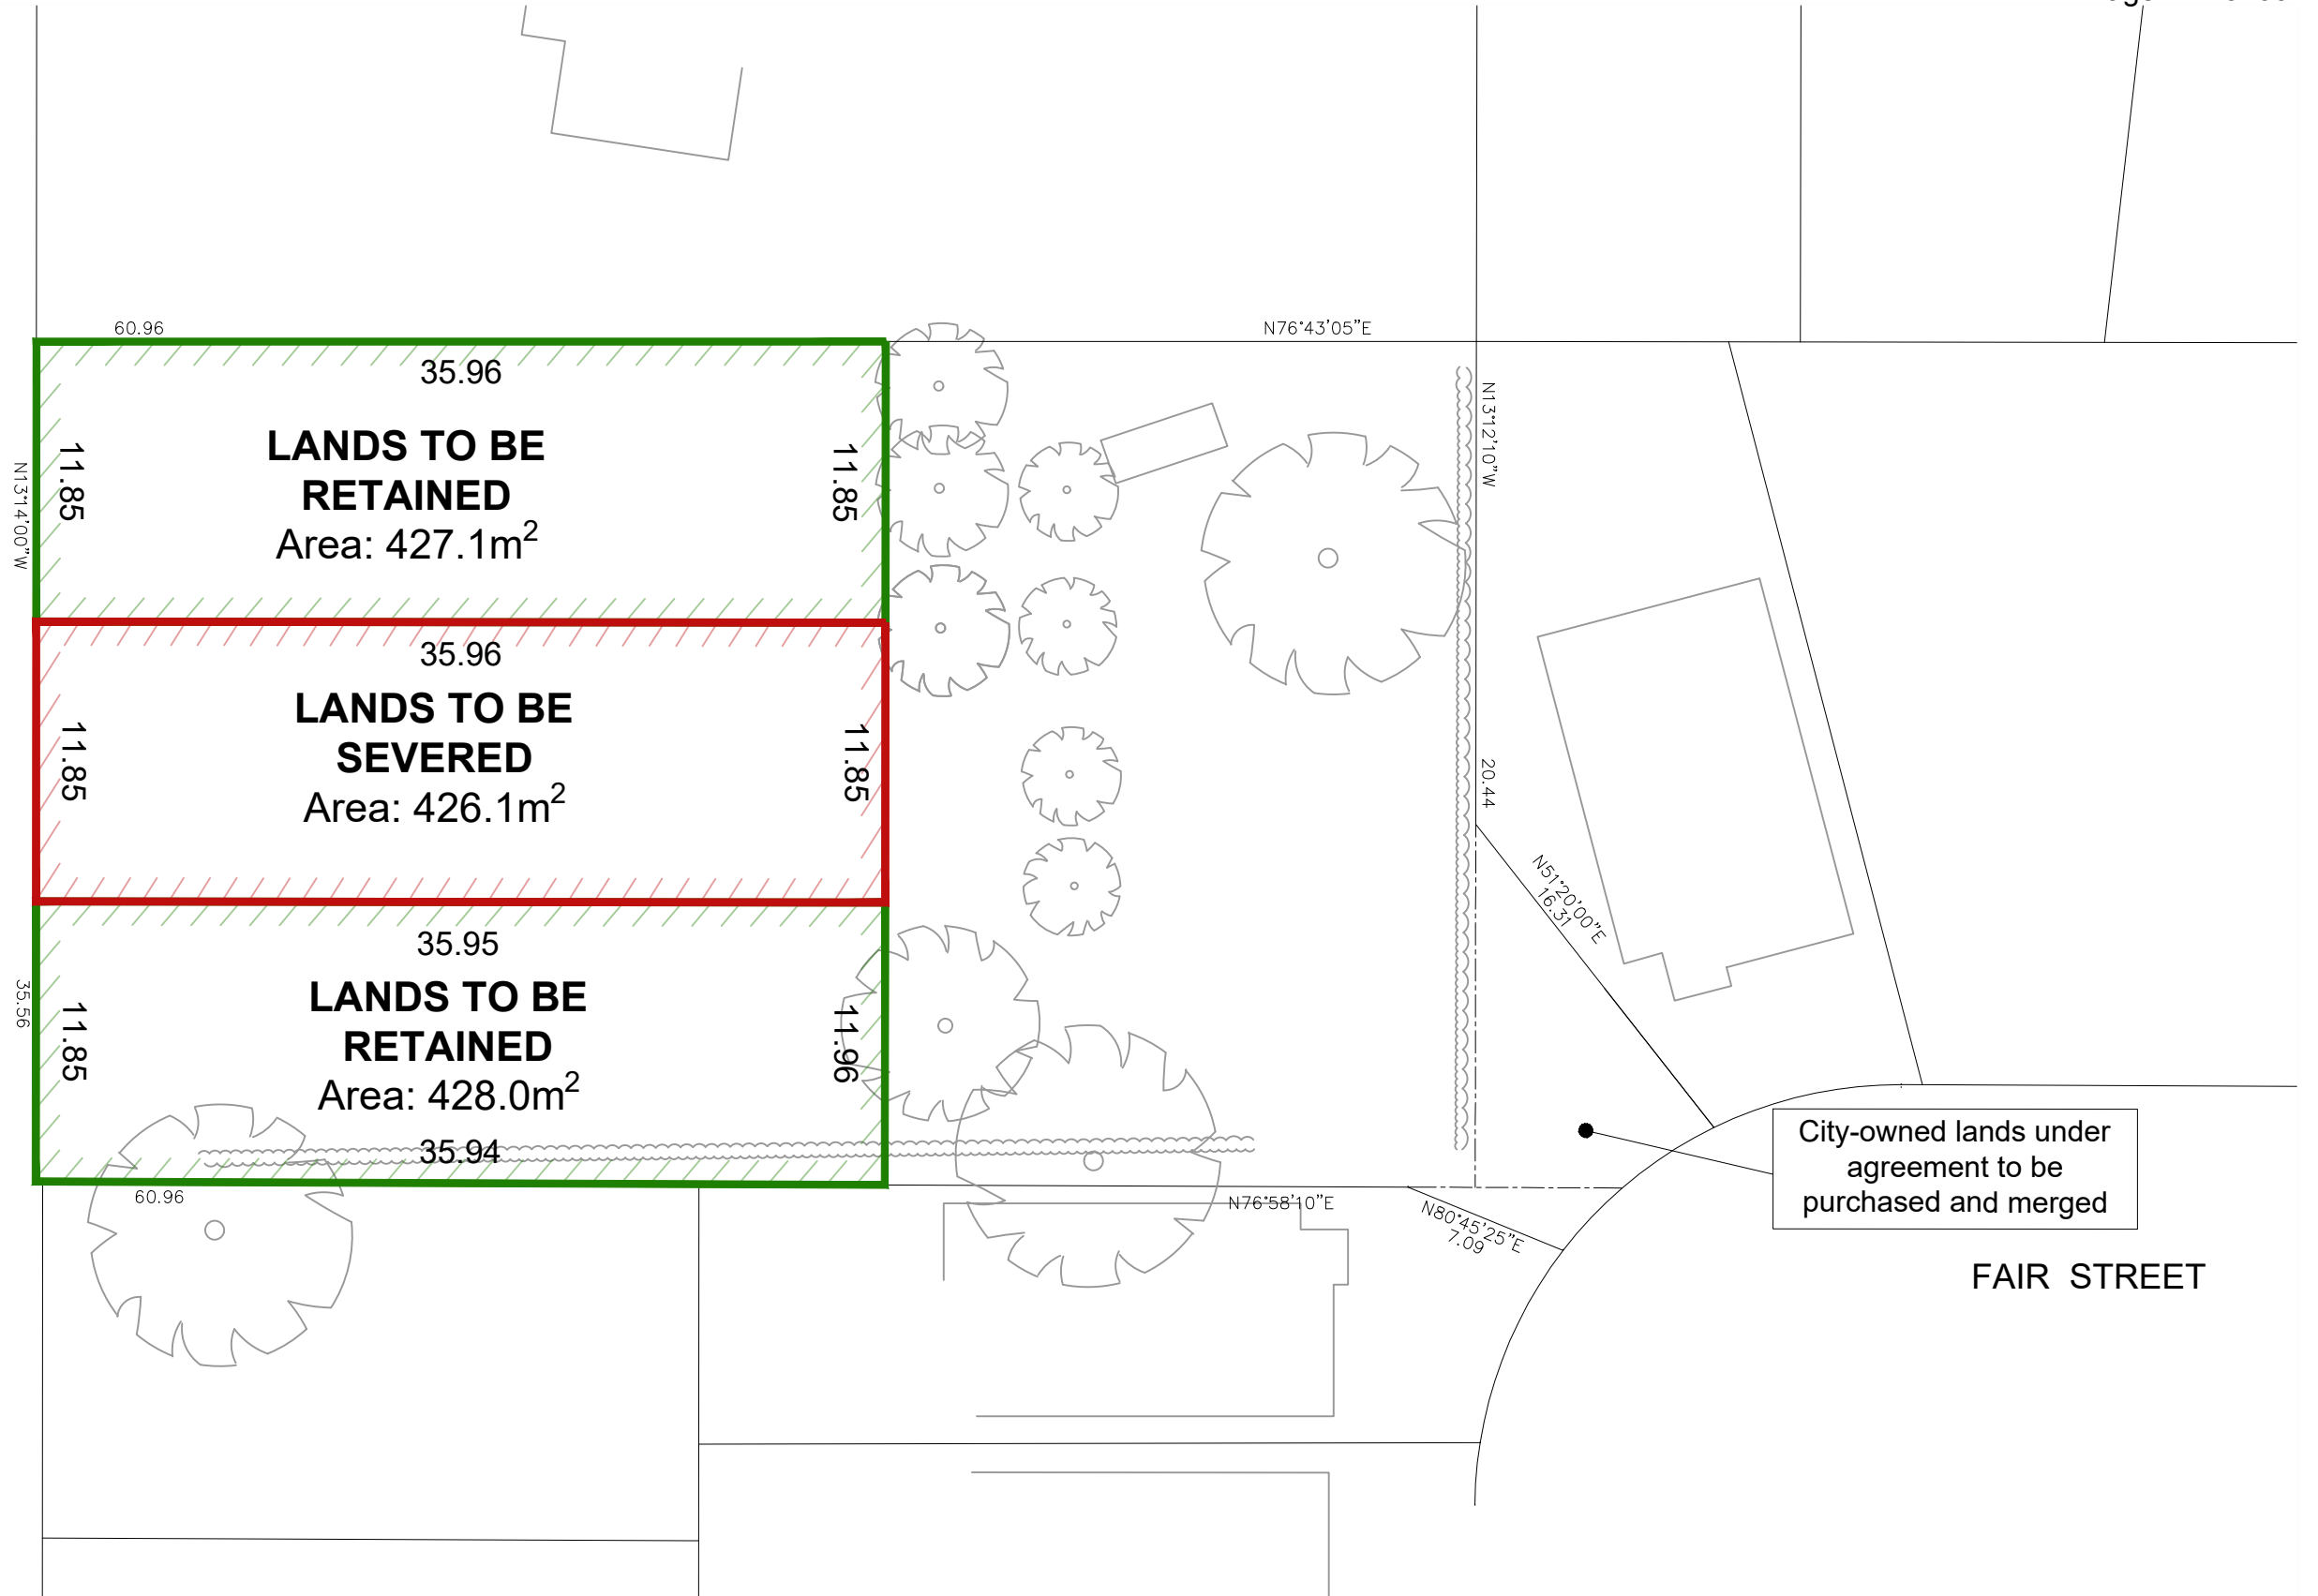 60.96
N76°43'05"E
35.96
LANDS TO BE
RETAINED
Area: 427.1m²
11.85
11.85
N13°14'00"W
N13°12'10"W
35.96
LANDS TO BE
SEVERED
Area: 426.1m²
11.85
11.85
20.44
N51°20'00"E
16.31
35.95
LANDS TO BE
RETAINED
Area: 428.0m²
35.94
11.85
11.96
35.56
60.96
N76°58'10"E
N80°45'25"E
7.09
City-owned lands under
agreement to be
purchased and merged
FAIR STREET